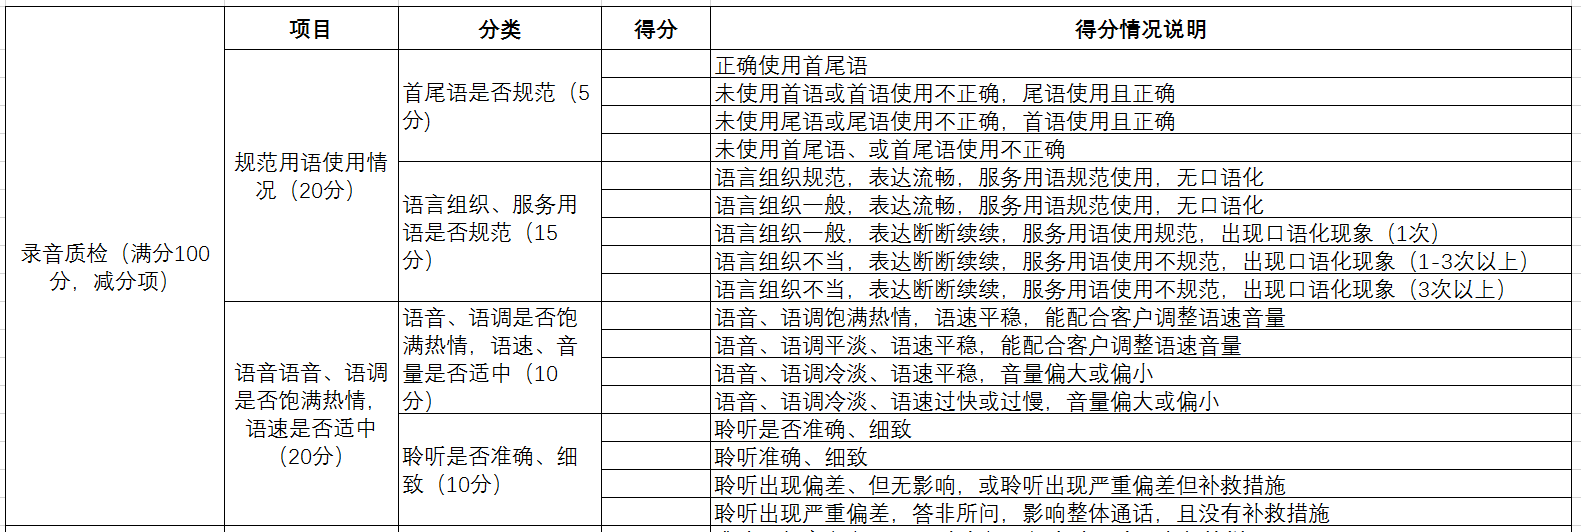 项目 分类 得分 得分情况说明
录音质检（满分100
分，减分项）
规范用语使用情
况（20分）
首尾语是否规范（5
分）
正确使用首尾语
未使用首语或首语使用不正确，尾语使用且正确
未使用尾语或尾语使用不正确，首语使用且正确
未使用首尾语、或首尾语使用不正确
语言组织、服务用
语是否规范（15
分）
语言组织规范，表达流畅，服务用语规范使用，无口语化
语言组织一般，表达流畅，服务用语规范使用，无口语化
语言组织一般，表达断断续续，服务用语使用规范，出现口语化现象（1次）
语言组织不当，表达断断续续，服务用语使用不规范，出现口语化现象（1-3次以上）
语言组织不当，表达断断续续，服务用语使用不规范，出现口语化现象（3次以上）
语音语音、语调
是否饱满热情，
语速是否适中
（20分）
语音、语调是否饱
满热情，语速、音
量是否适中（10
分）
语音、语调饱满热情，语速平稳，能配合客户调整语速音量
语音、语调平淡、语速平稳，能配合客户调整语速音量
语音、语调冷淡、语速平稳，音量偏大或偏小
语音、语调冷淡、语速过快或过慢，音量偏大或偏小
聆听是否准确、细
致（10分）
聆听是否准确、细致
聆听准确、细致
聆听出现偏差、但无影响，或聆听出现严重偏差但补救措施
聆听出现严重偏差，答非所问，影响整体通话，且没有补救措施